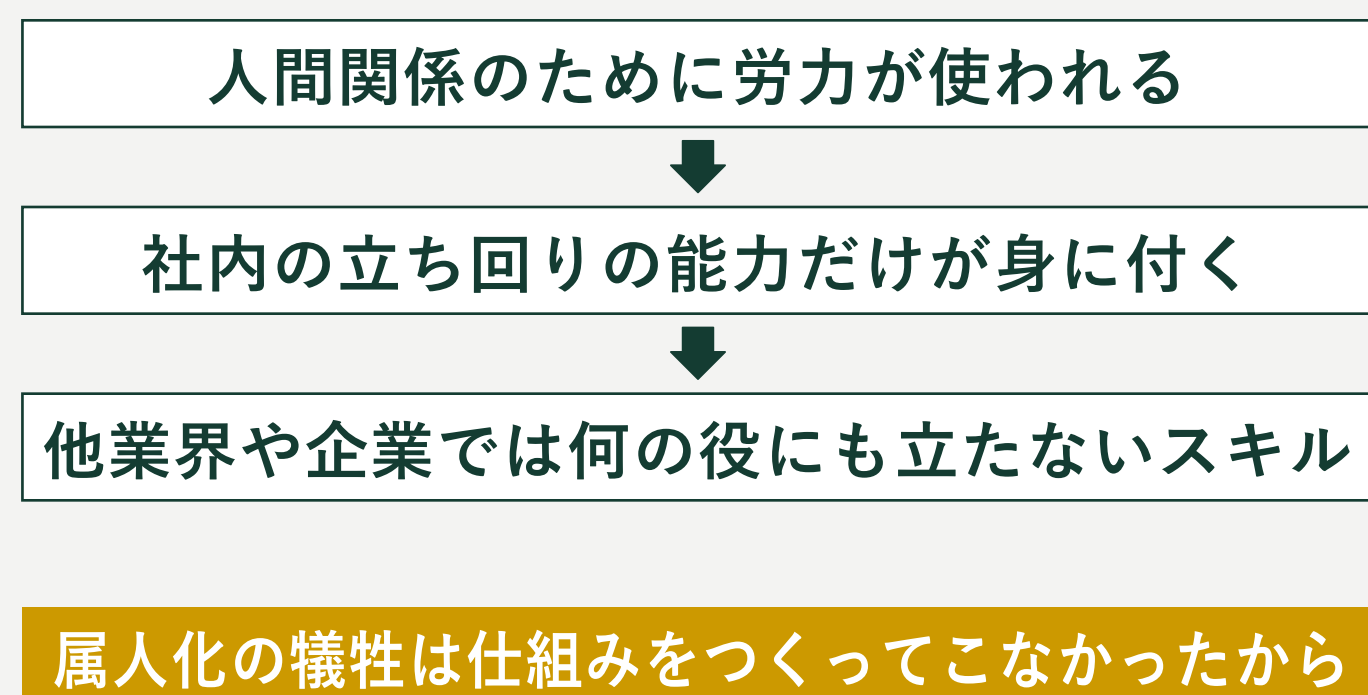 人間関係のために労力が使われる
社内の立ち回りの能力だけが身に付く
他業界や企業では何の役にも立たないスキル
属人化の犠牲は仕組みをつくってこなかったから